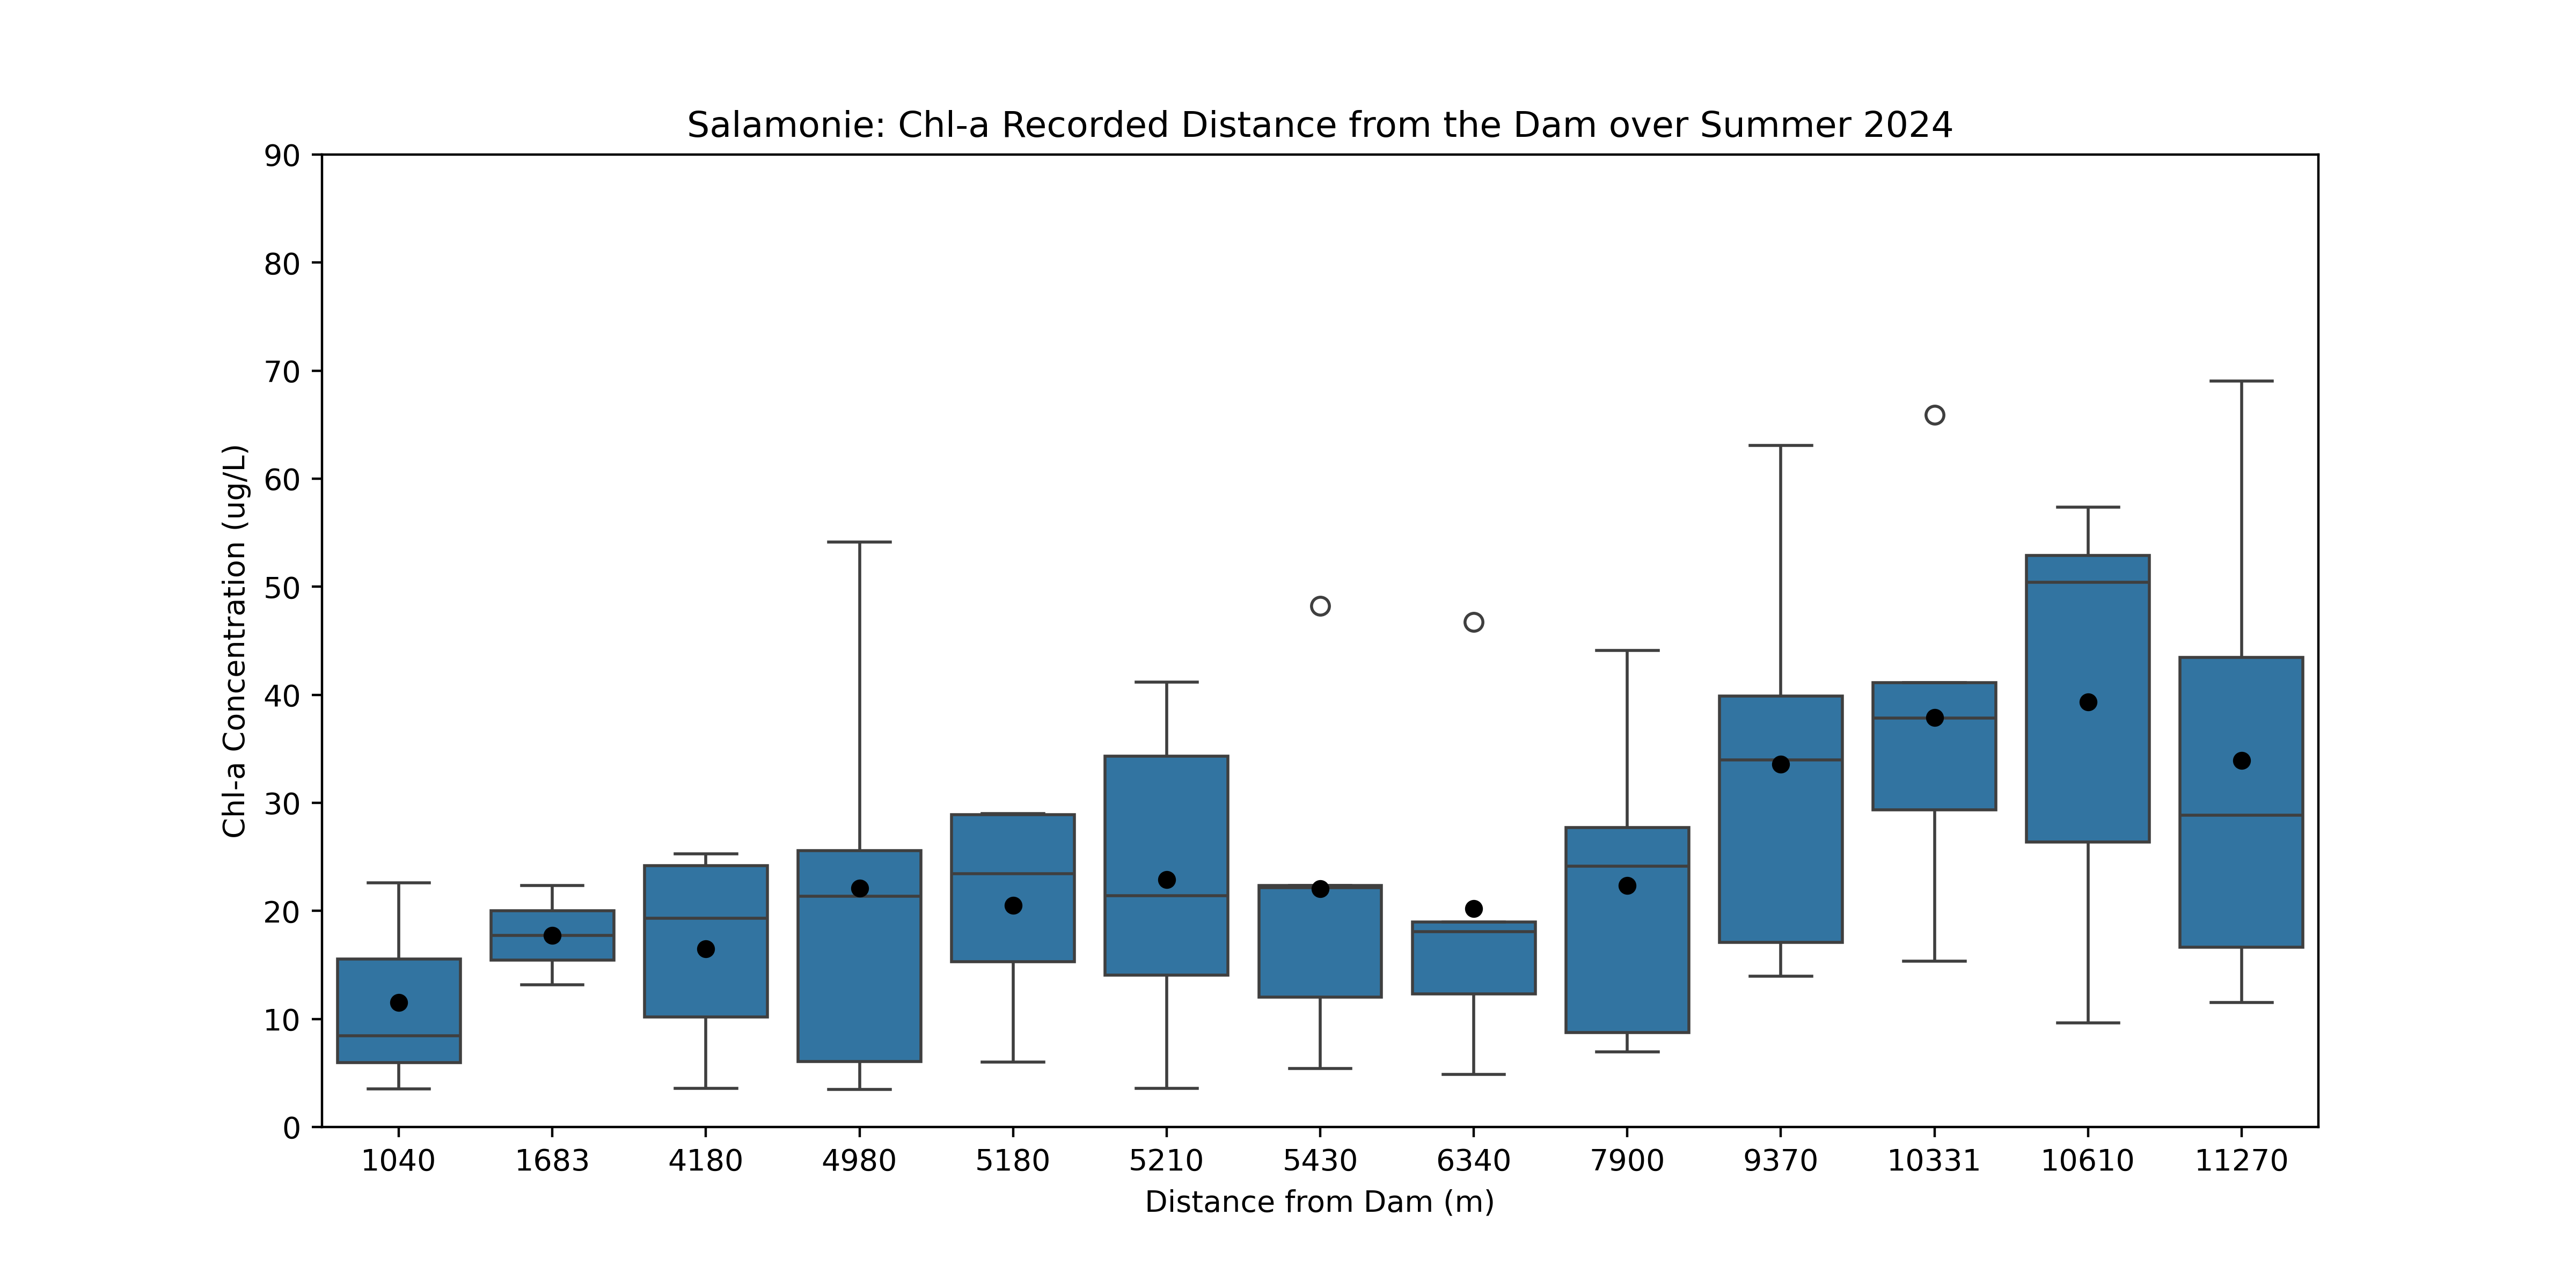 Salamonie: Chl-a Recorded Distance from the Dam over Summer 2024
90
80
70
60
50
40
30
20
10
0
Chl-a Concentration (ug/L)
1040 1683 4180 4980 5180 5210 5430 6340 7900 9370 10331 10610 11270
Distance from Dam (m)